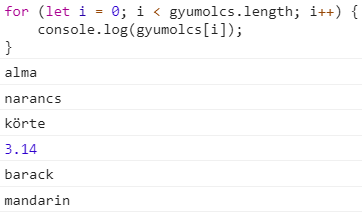 for (let i = 0; i < gyumolcs.length; i++) {
    console.log(gyumolcs[i]);
}
alma
narancs
körte
3.14
barack
mandarin